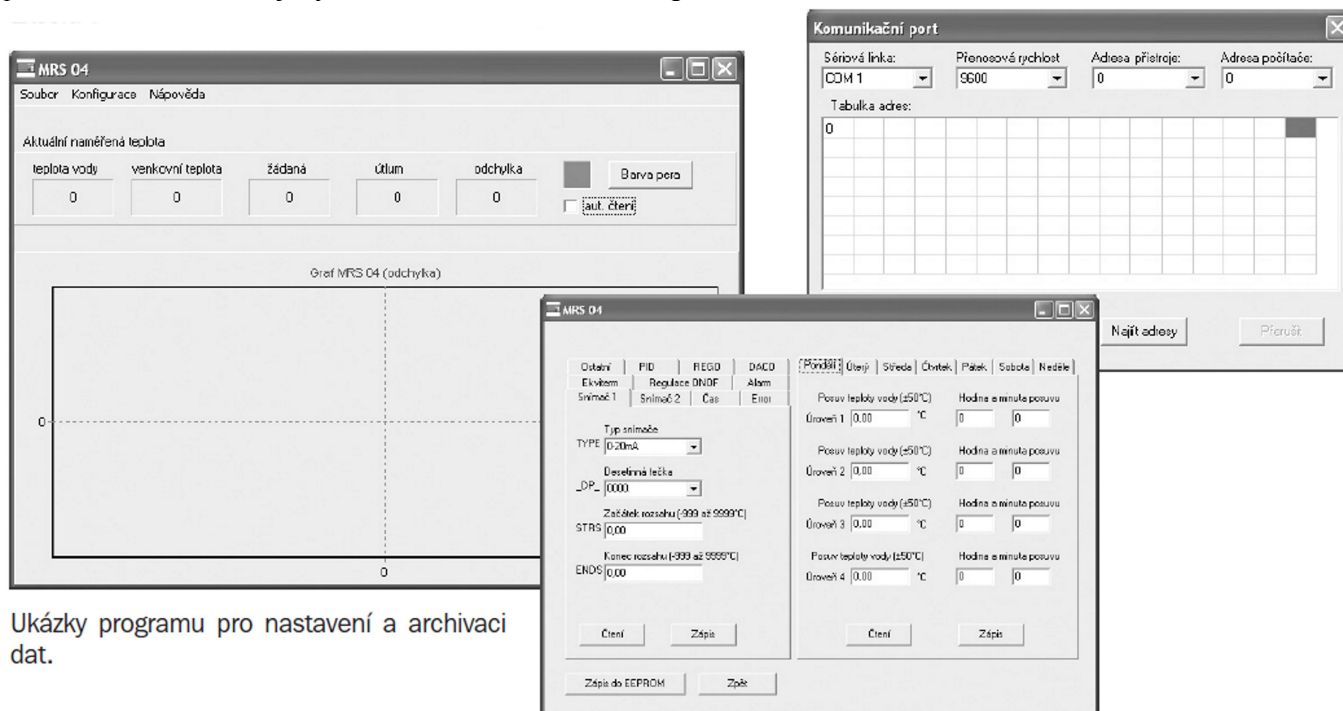 MRS 04
Soubor Konfigurace Nápověda
Aktuální naměřená teplota
teplota vody venkovní teplota žádaná útlum odchylka
0 0 0 0 0
Barva pera
aut. čtení
Graf MRS 04 (odchylka)
0
0
Ukázky programu pro nastavení a archivaci
dat.
Komunikační port
Sériová linka: Přenosová rychlost Adresa přístroje: Adresa počítače:
COM 1 9600 0 0
Tabulka adres:
0
Najít adresy Přerušit
MRS 04
Ostatní PID REGD DACD
Ekviterm Regulace ONOF Alarm
Snímač 1 Snímač 2 Čas Error
Typ snímače
TYPE 0-20mA
Desetinná tečka
_DP_ 0000.
Začátek rozsahu (-999 až 9999°C)
STRS 0,00
Konec rozsahu (-999 až 9999°C)
ENDS 0,00
Čtení Zápis
Pondělí Úterý Středa Čtvrtek Pátek Sobota Neděle
Posuv teploty vody (±50°C) Hodina a minuta posuvu
Úroveň 1 0.00 °C 0 0
Posuv teploty vody (±50°C) Hodina a minuta posuvu
Úroveň 2 0,00 °C 0 0
Posuv teploty vody (±50°C) Hodina a minuta posuvu
Úroveň 3 0.00 °C 0 0
Posuv teploty vody (±50°C) Hodina a minuta posuvu
Úroveň 4 0.00 °C 0 0
Čtení Zápis
Zápis do EEPROM Zpět